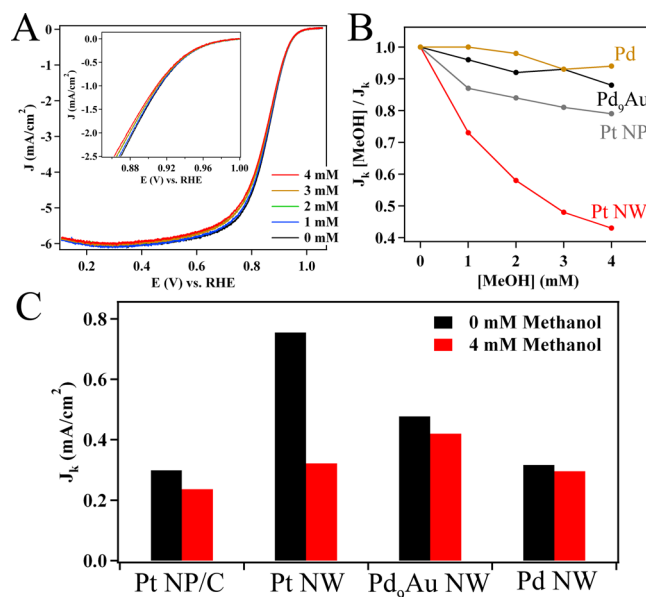 A
0
-1
-2
-3
-4
-5
-6
J (mA/cm²)
0.2
0.4
0.6
0.8
1.0
E (V) vs. RHE
0.0
-0.5
-1.0
-1.5
-2.0
-2.5
J (mA/cm²)
0.88
0.92
0.96
1.00
E (V) vs. RHE
4 mM
3 mM
2 mM
1 mM
0 mM
B
1.0
0.9
0.8
0.7
0.6
0.5
0.4
Jₖ [MeOH] / Jₖ
0
1
2
3
4
[MeOH] (mM)
Pd
Pd₉Au
Pt NP
Pt NW
C
0.8
0.6
0.4
0.2
0.0
Jₖ (mA/cm²)
0 mM Methanol
4 mM Methanol
Pt NP/C
Pt NW
Pd₉Au NW
Pd NW